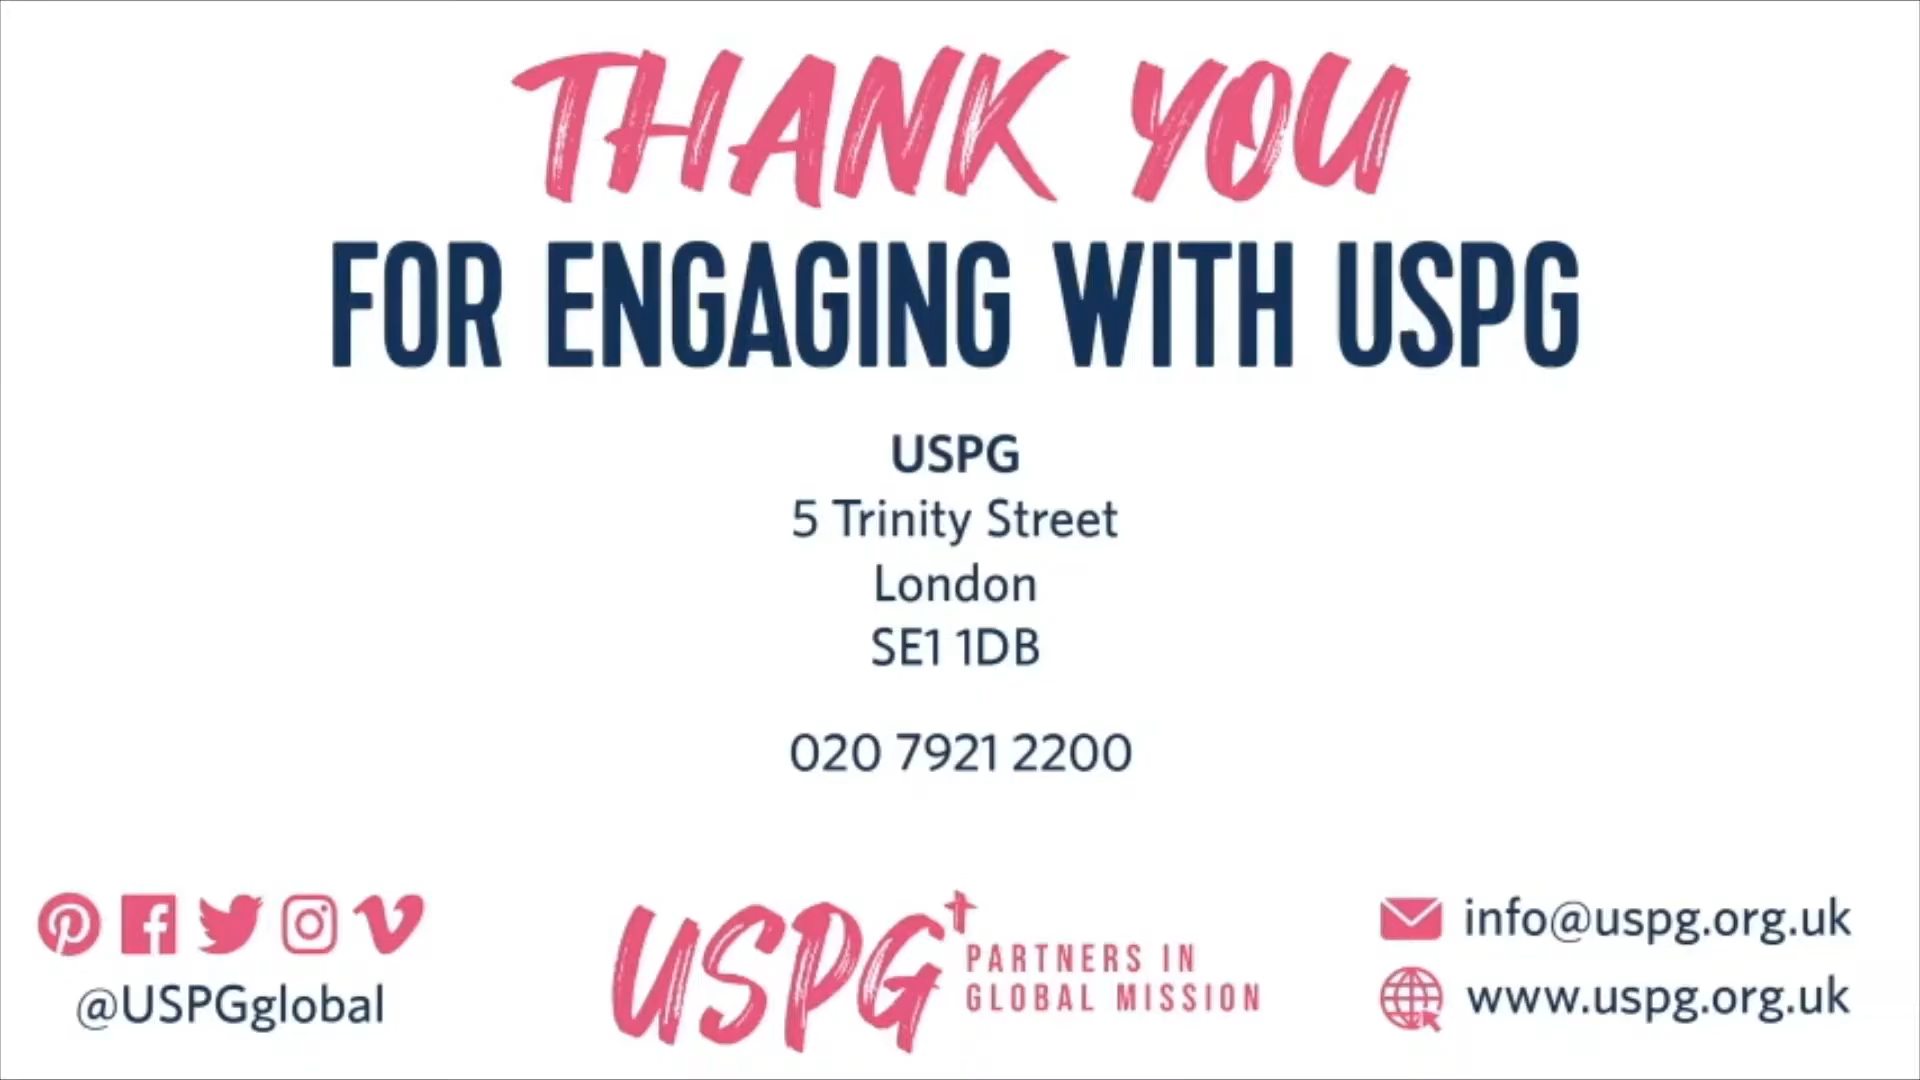 THANK YOU
FOR ENGAGING WITH USPG
USPG
5 Trinity Street
London
SE1 1DB
020 7921 2200
@USPGglobal
USPG
PARTNERS IN
GLOBAL MISSION
info@uspg.org.uk
www.uspg.org.uk